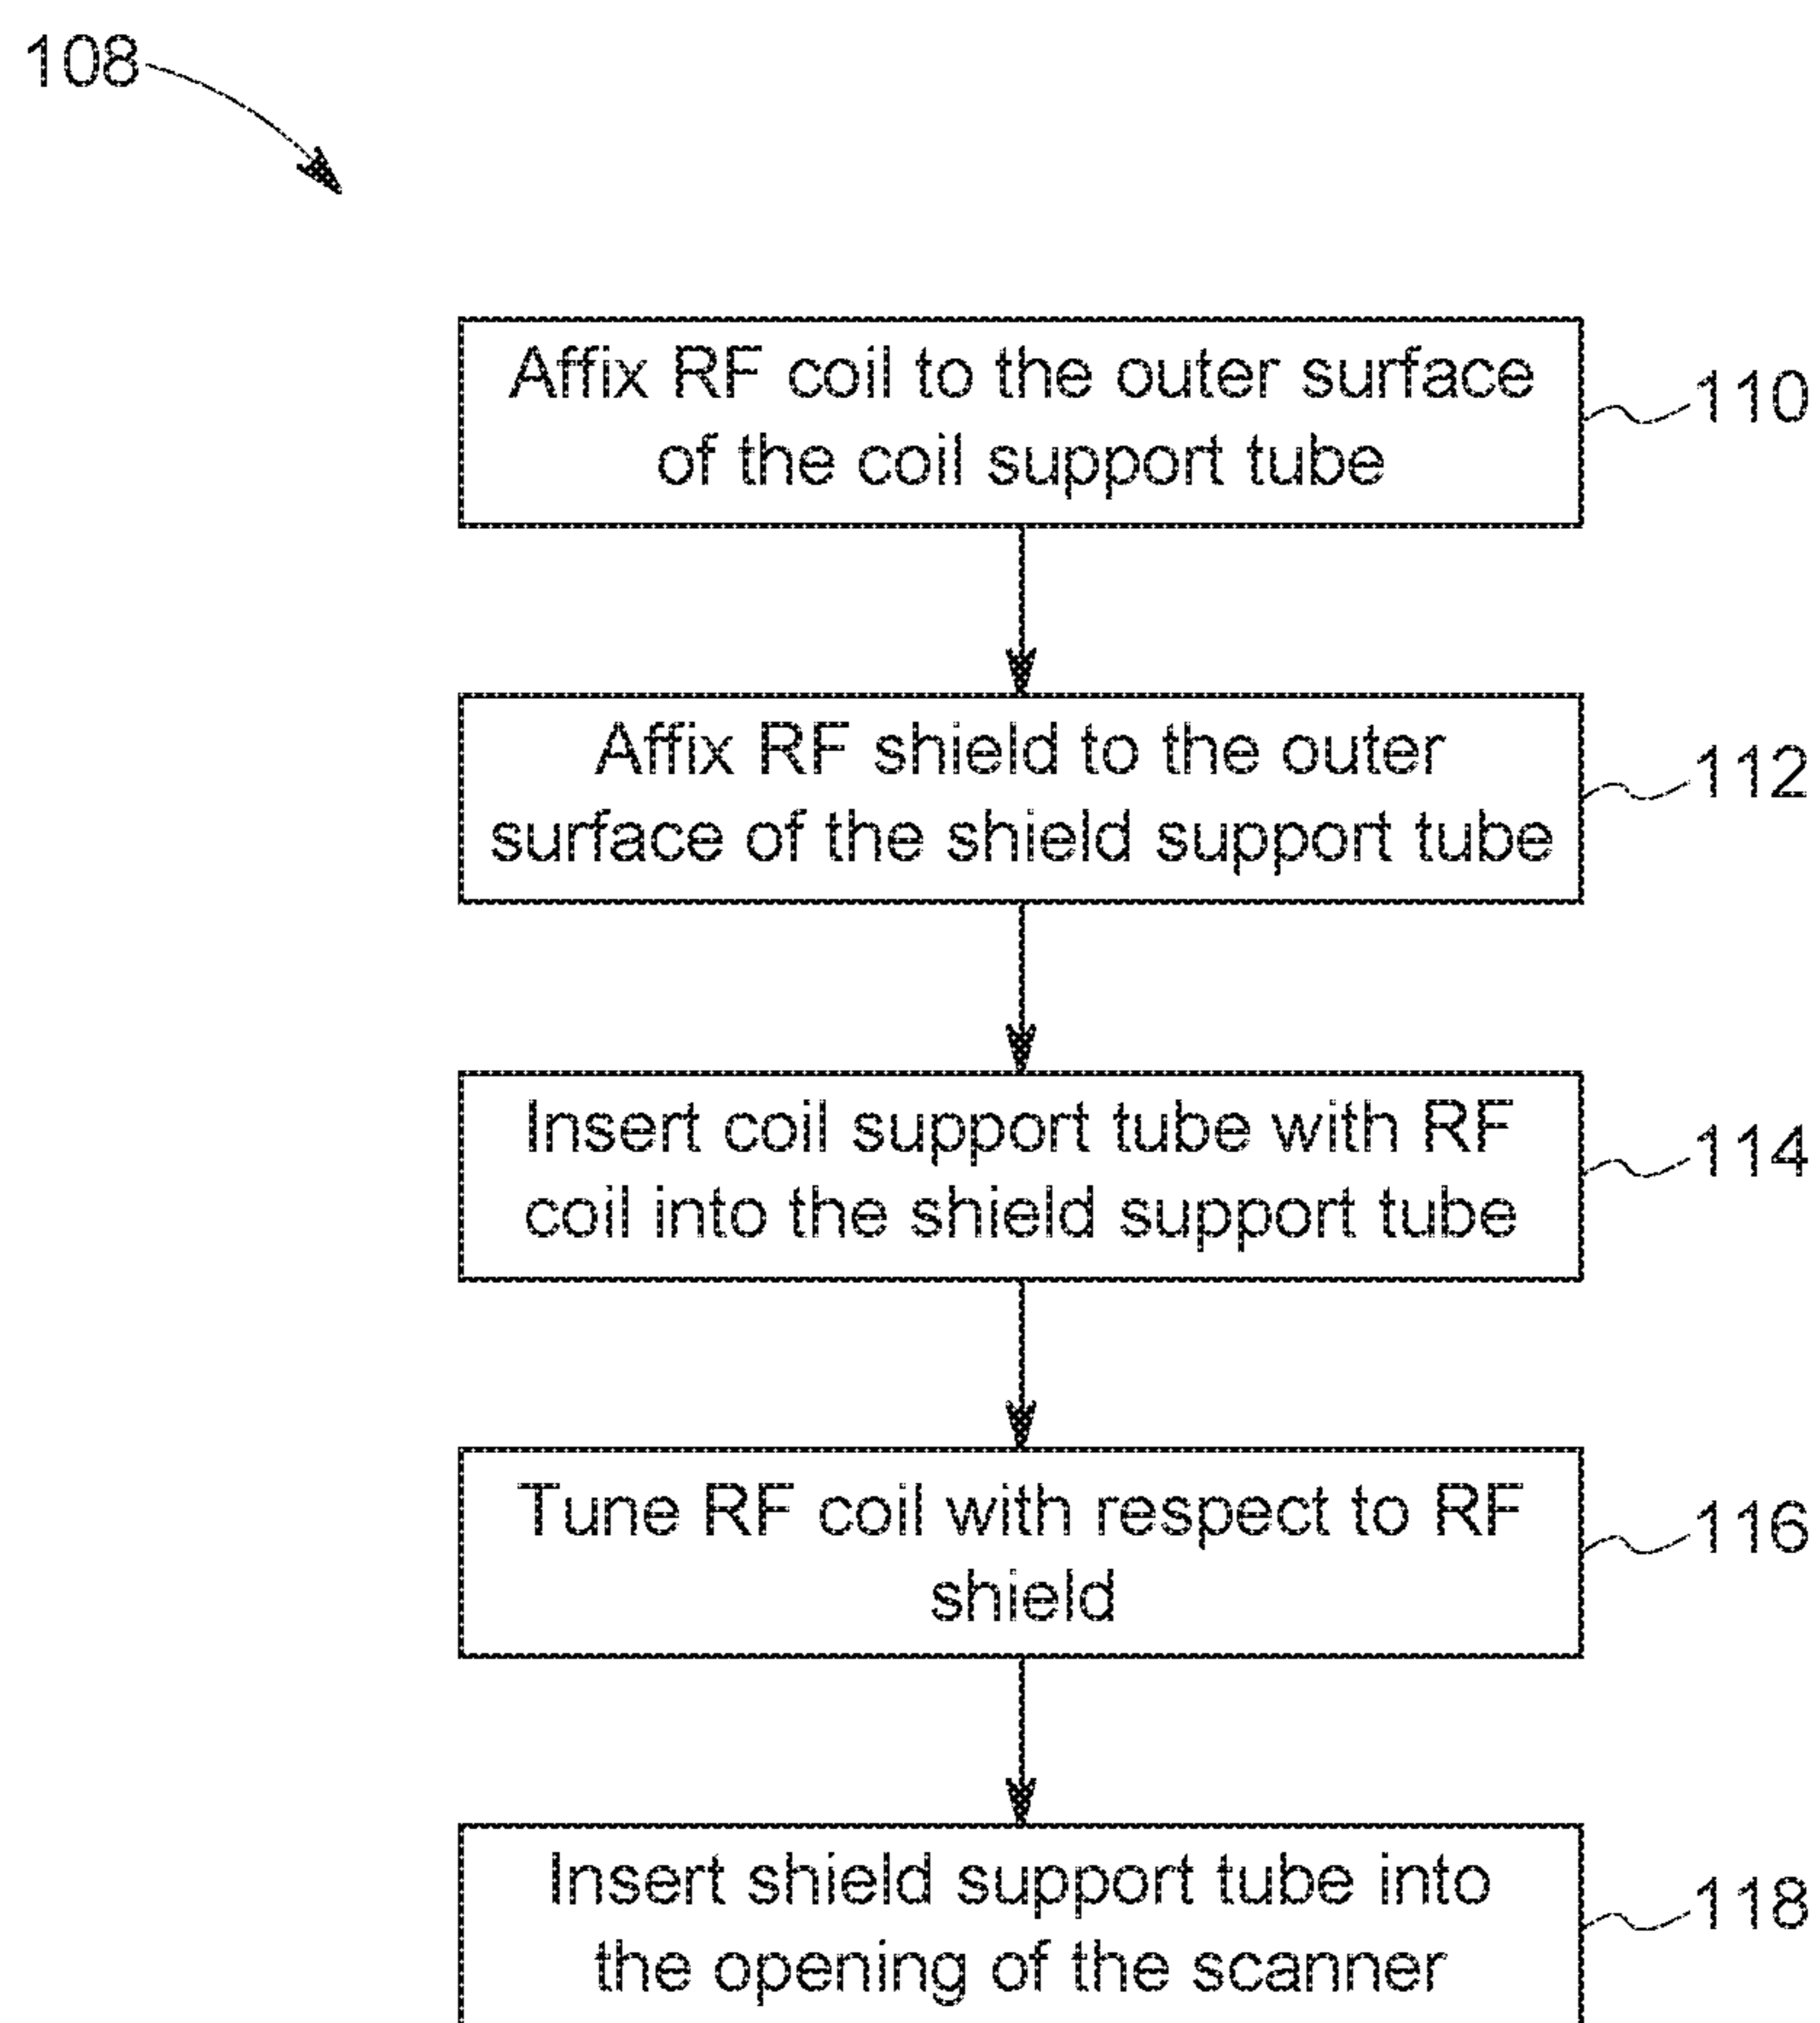 108
Affix RF coil to the outer surface
of the coil support tube
110
Affix RF shield to the outer
surface of the shield support tube
112
Insert coil support tube with RF
coil into the shield support tube
114
Tune RF coil with respect to RF
shield
116
Insert shield support tube into
the opening of the scanner
118